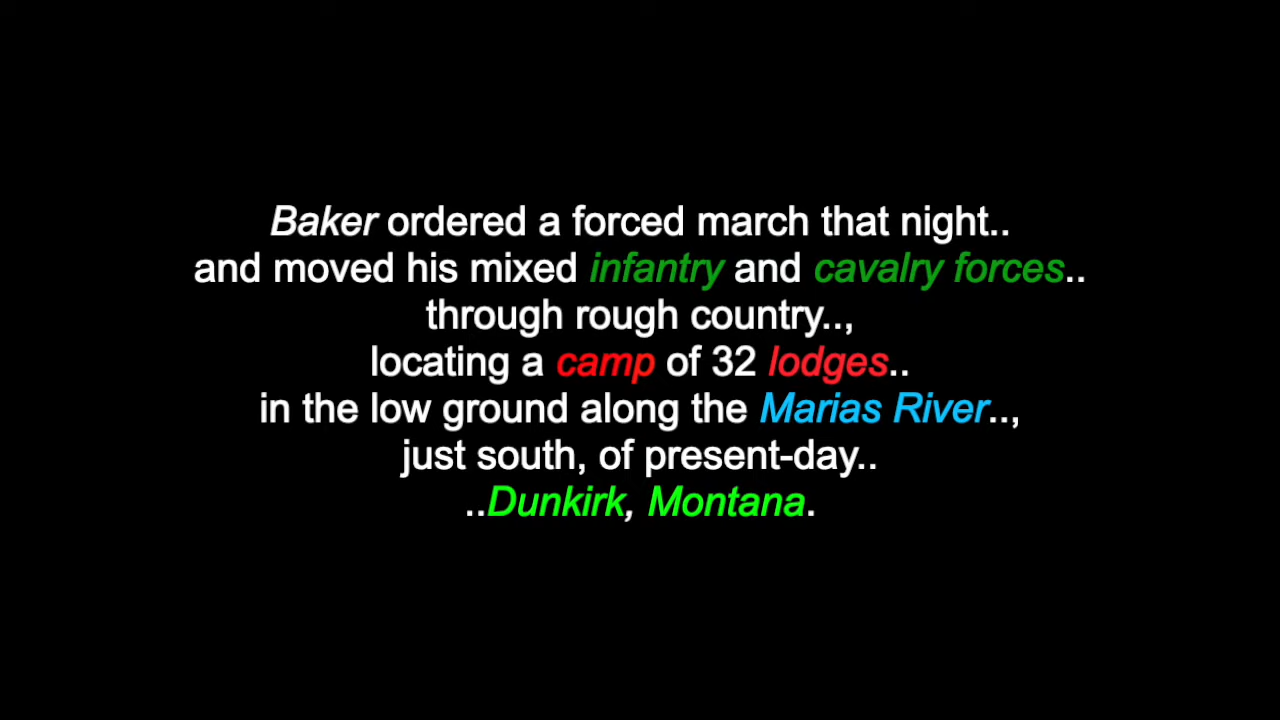 Baker ordered a forced march that night..
and moved his mixed infantry and cavalry forces..
through rough country..,
locating a camp of 32 lodges..
in the low ground along the Marias River..,
just south, of present-day..
..Dunkirk, Montana.